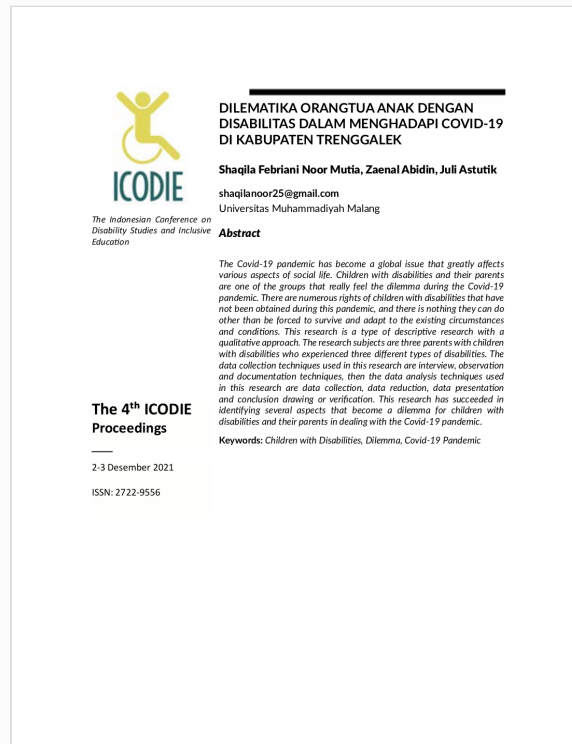 ICODIE
The Indonesian Conference on
Disability Studies and Inclusive
Education
The 4th ICODIE
Proceedings
2-3 Desember 2021
ISSN: 2722-9556
DILEMATIKA ORANGTUA ANAK DENGAN
DISABILITAS DALAM MENGHADAPI COVID-19
DI KABUPATEN TRENGGALEK
Shaqila Febriani Noor Mutia, Zaenal Abidin, Juli Astutik
shaqilanoor25@gmail.com
Universitas Muhammadiyah Malang
Abstract
The Covid-19 pandemic has become a global issue that greatly affects
various aspects of social life. Children with disabilities and their parents
are one of the groups that really feel the dilemma during the Covid-19
pandemic. There are numerous rights of children with disabilities that have
not been obtained during this pandemic, and there is nothing they can do
other than be forced to survive and adapt to the existing circumstances
and conditions. This research is a type of descriptive research with a
qualitative approach. The research subjects are three parents with children
with disabilities who experienced three different types of disabilities. The
data collection techniques used in this research are interview, observation
and documentation techniques, then the data analysis techniques used
in this research are data collection, data reduction, data presentation
and conclusion drawing or verification. This research has succeeded in
identifying several aspects that become a dilemma for children with
disabilities and their parents in dealing with the Covid-19 pandemic.
Keywords: Children with Disabilities, Dilemma, Covid-19 Pandemic